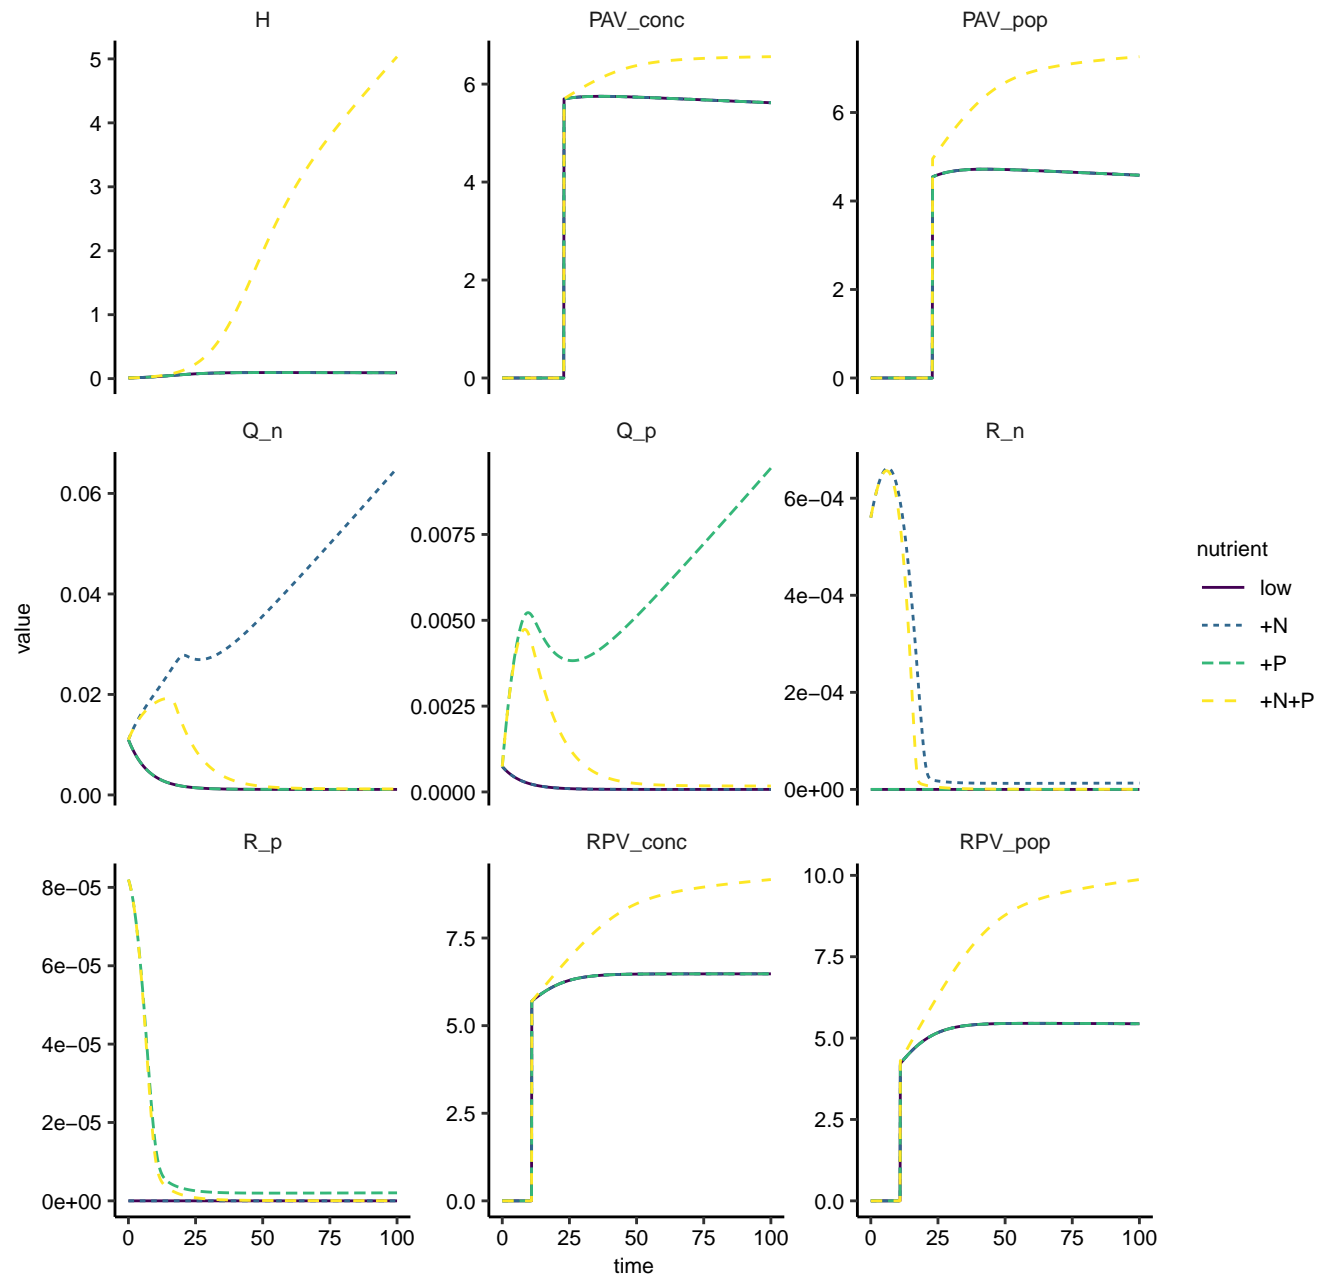 H
PAV_conc
PAV_pop
5
4
3
2
1
0
6
4
2
0
6
4
2
0
Q_n
Q_p
R_n
0.06
0.04
0.02
0.00
0.0075
0.0050
0.0025
0.0000
6e−04
4e−04
2e−04
0e+00
value
nutrient
low
+N
+P
+N+P
R_p
RPV_conc
RPV_pop
8e−05
6e−05
4e−05
2e−05
0e+00
7.5
5.0
2.5
0.0
10.0
7.5
5.0
2.5
0.0
0 25 50 75 100
0 25 50 75 100
0 25 50 75 100
time